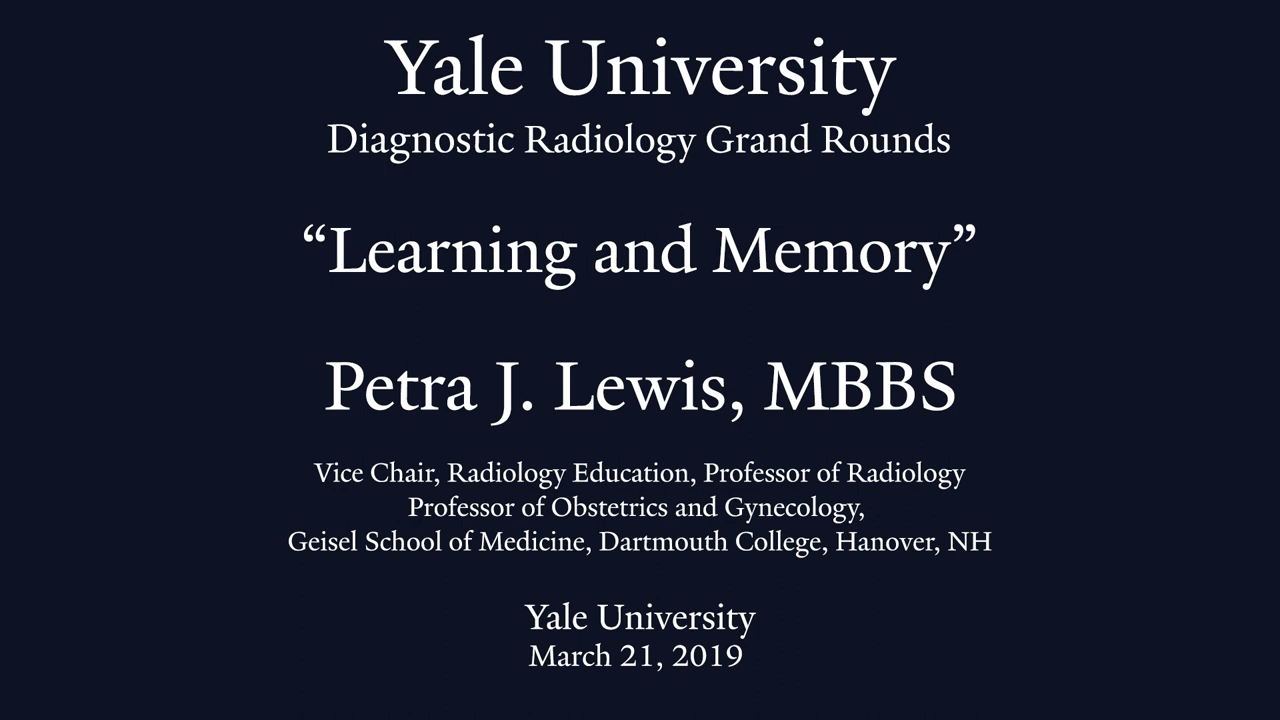 Yale University
Diagnostic Radiology Grand Rounds
“Learning and Memory”
Petra J. Lewis, MBBS
Vice Chair, Radiology Education, Professor of Radiology
Professor of Obstetrics and Gynecology,
Geisel School of Medicine, Dartmouth College, Hanover, NH
Yale University
March 21, 2019